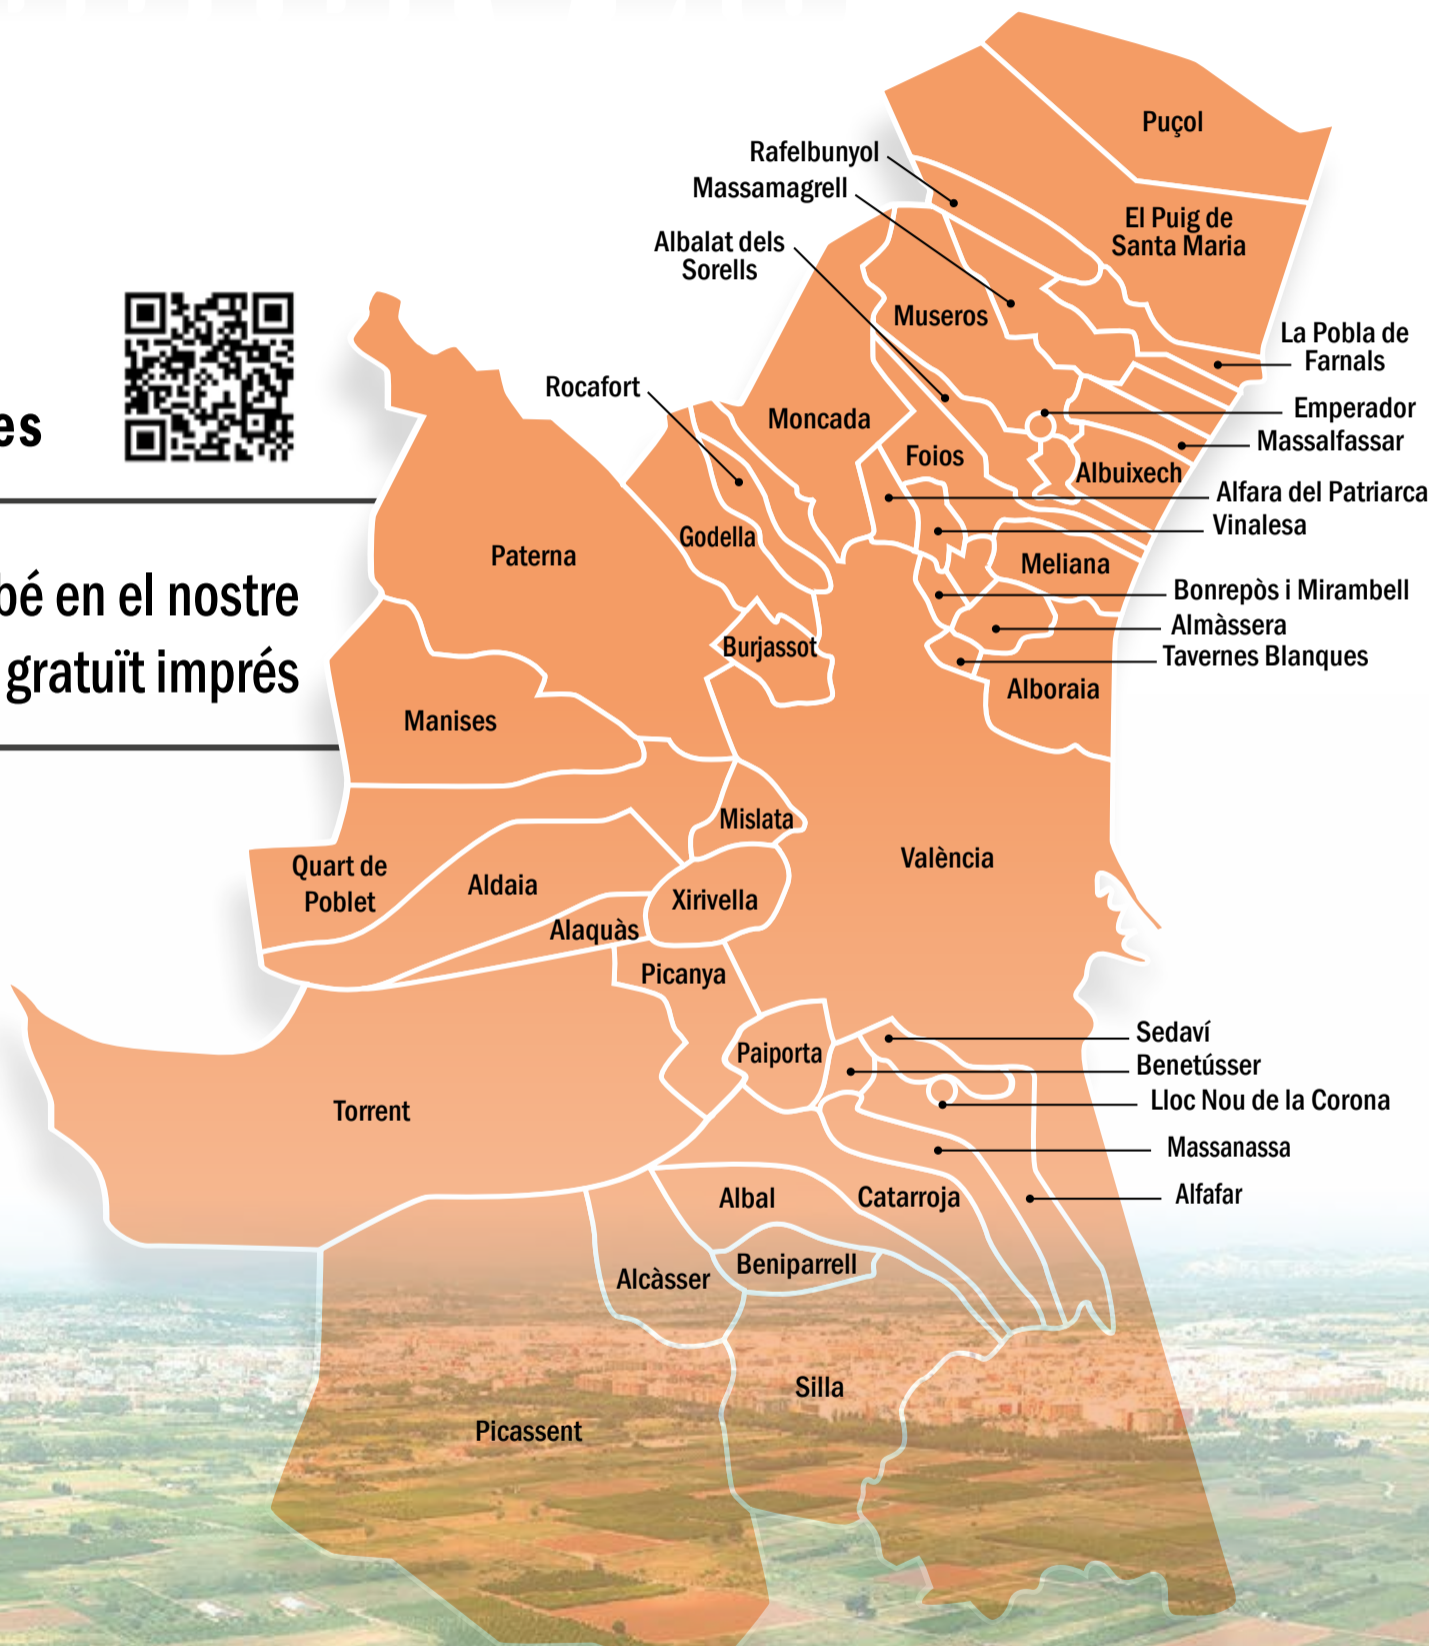 Puçol
Rafelbunyol
Massamagrell
El Puig de
Santa Maria
Albalat dels
Sorells
Museros
La Pobla de
Farnals
Rocafort
Moncada
Emperador
es
Massalfassar
Foios
Albuixech
Alfara del Patriarca
Vinalesa
Godella
Paterna
Meliana
bé en el nostre
Bonrepòs i Mirambell
Almàssera
Burjassot
Tavernes Blanques
gratuït imprés
Alboraia
Manises
Mislata
València
Quart de
Poblet
Aldaia
Xirivella
Alaquàs
Picanya
Sedaví
Paiporta
Benetússer
Lloc Nou de la Corona
Torrent
Massanassa
Albal
Catarroja
Alfafar
Beniparrell
Alcàsser
Silla
Picassent